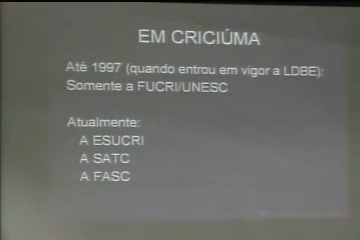 EM CRICIÚMA
Até 1997 (quando entrou em vigor a LDBE):
Somente a FUCRI/UNESC
Atualmente:
A ESUCRI
A SATC
A FASC